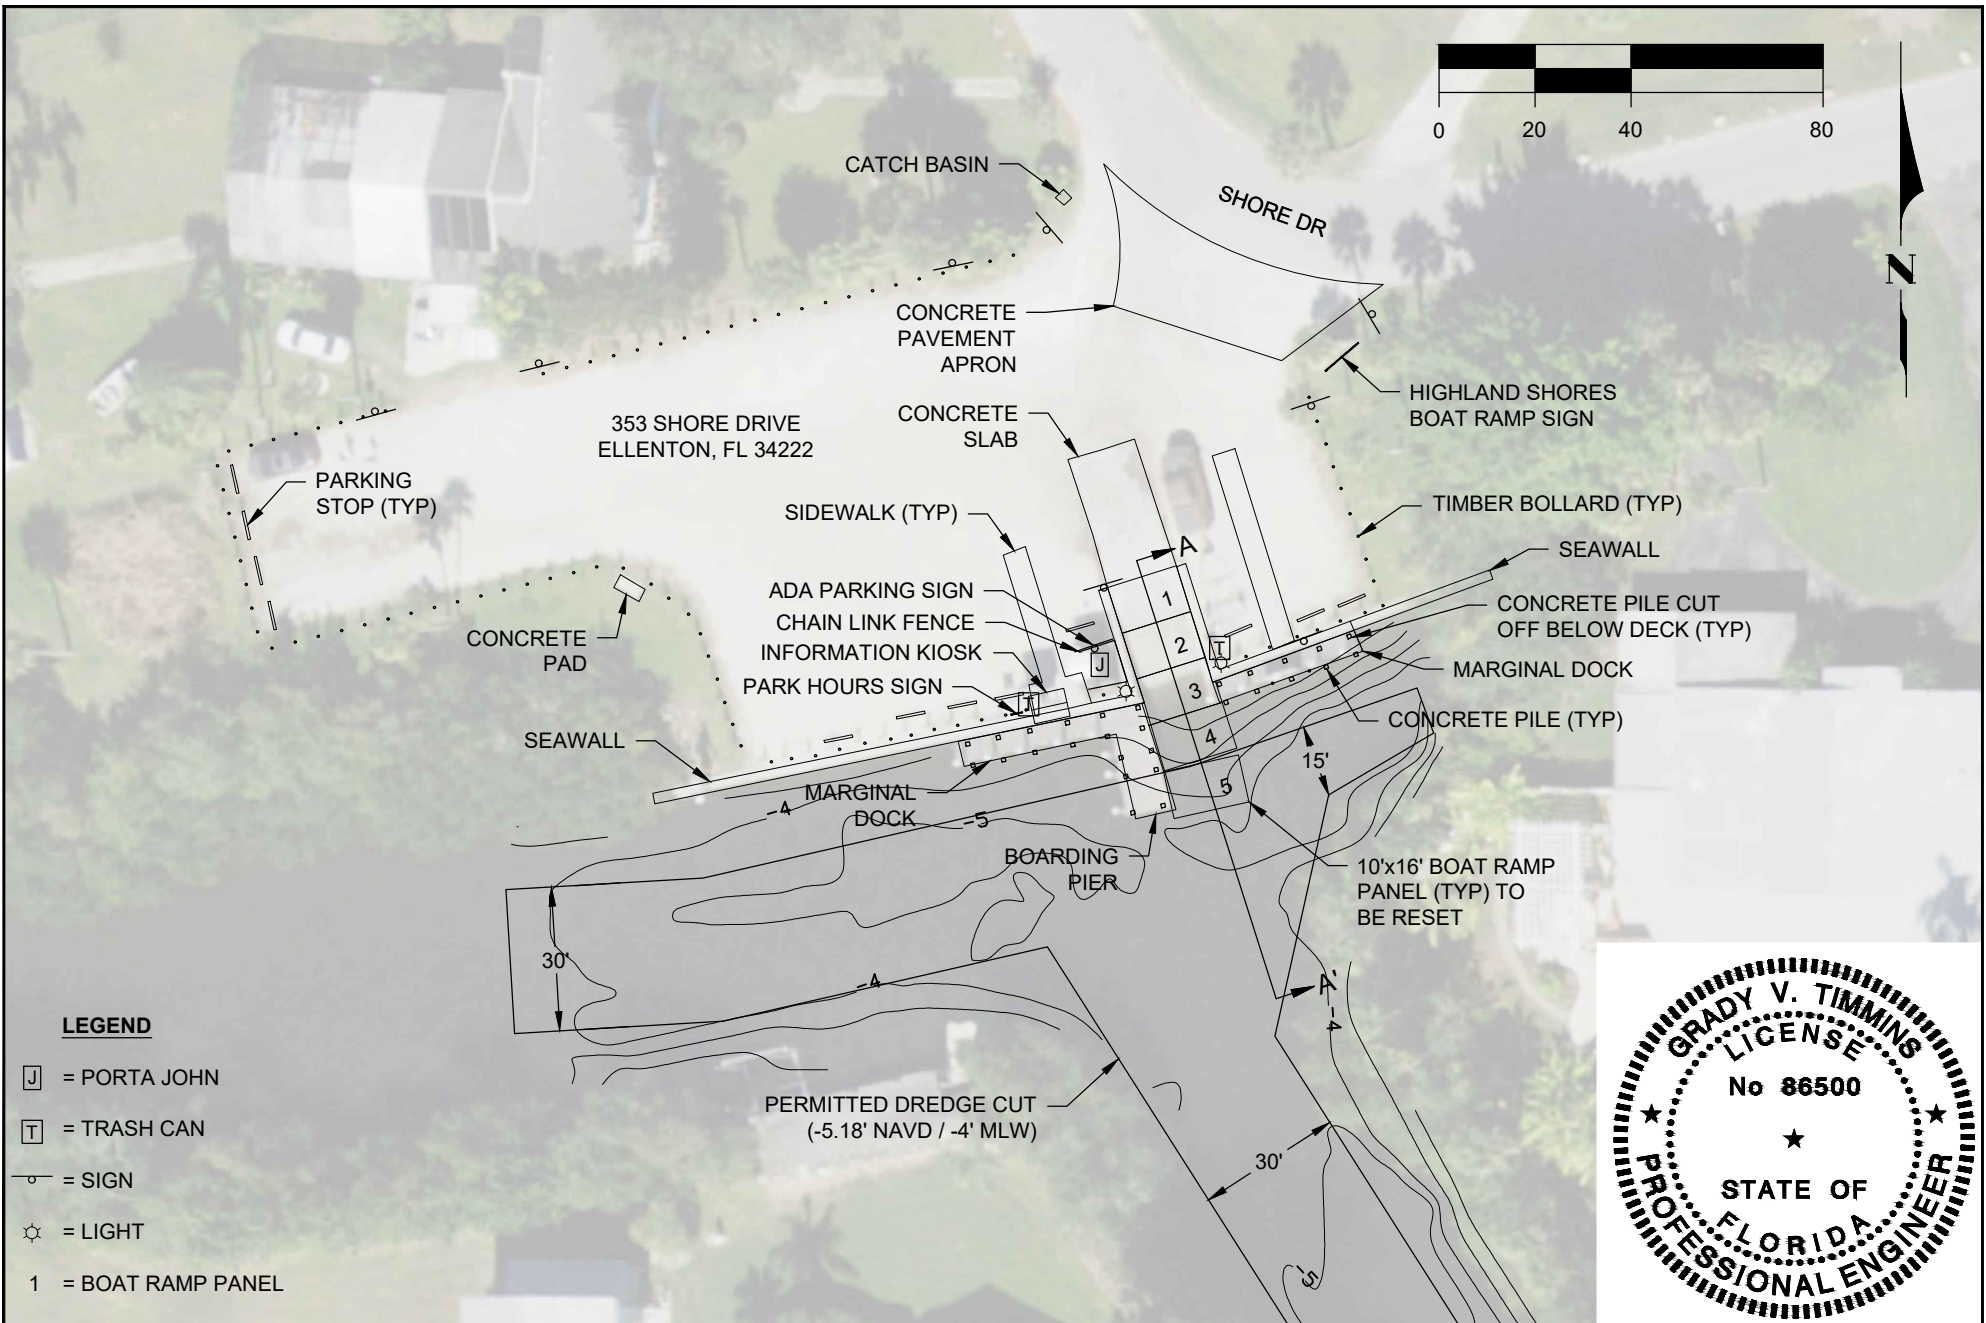 0 20 40 80
N
CATCH BASIN
SHORE DR
CONCRETE
PAVEMENT
APRON
HIGHLAND SHORES
BOAT RAMP SIGN
353 SHORE DRIVE
ELLENTON, FL 34222
CONCRETE
SLAB
PARKING
STOP (TYP)
SIDEWALK (TYP)
TIMBER BOLLARD (TYP)
A
SEAWALL
ADA PARKING SIGN
CHAIN LINK FENCE
INFORMATION KIOSK
PARK HOURS SIGN
CONCRETE
PAD
1
2
3
4
5
J
T
T
CONCRETE PILE CUT
OFF BELOW DECK (TYP)
MARGINAL DOCK
CONCRETE PILE (TYP)
SEAWALL
15'
MARGINAL
DOCK
-4
-5
BOARDING
PIER
10'x16' BOAT RAMP
PANEL (TYP) TO
BE RESET
30'
-4
A'
-4
PERMITTED DREDGE CUT
(-5.18' NAVD / -4' MLW)
30'
-5
LEGEND
J = PORTA JOHN
T = TRASH CAN
= SIGN
= LIGHT
1 = BOAT RAMP PANEL
GRADY V. TIMMINS
LICENSE
No 86500
STATE OF
FLORIDA
PROFESSIONAL ENGINEER